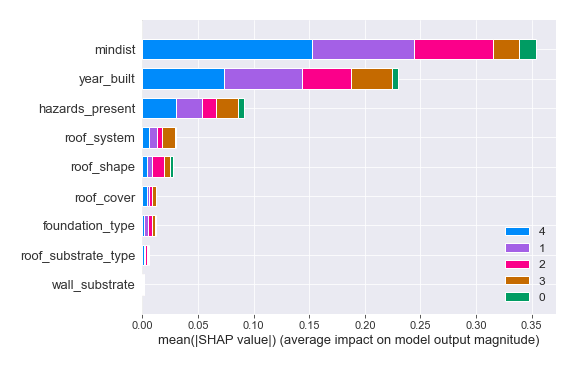 mindist
year_built
hazards_present
roof_system
roof_shape
roof_cover
foundation_type
roof_substrate_type
wall_substrate
4
1
2
3
0
0.00 0.05 0.10 0.15 0.20 0.25 0.30 0.35
mean(|SHAP value|) (average impact on model output magnitude)